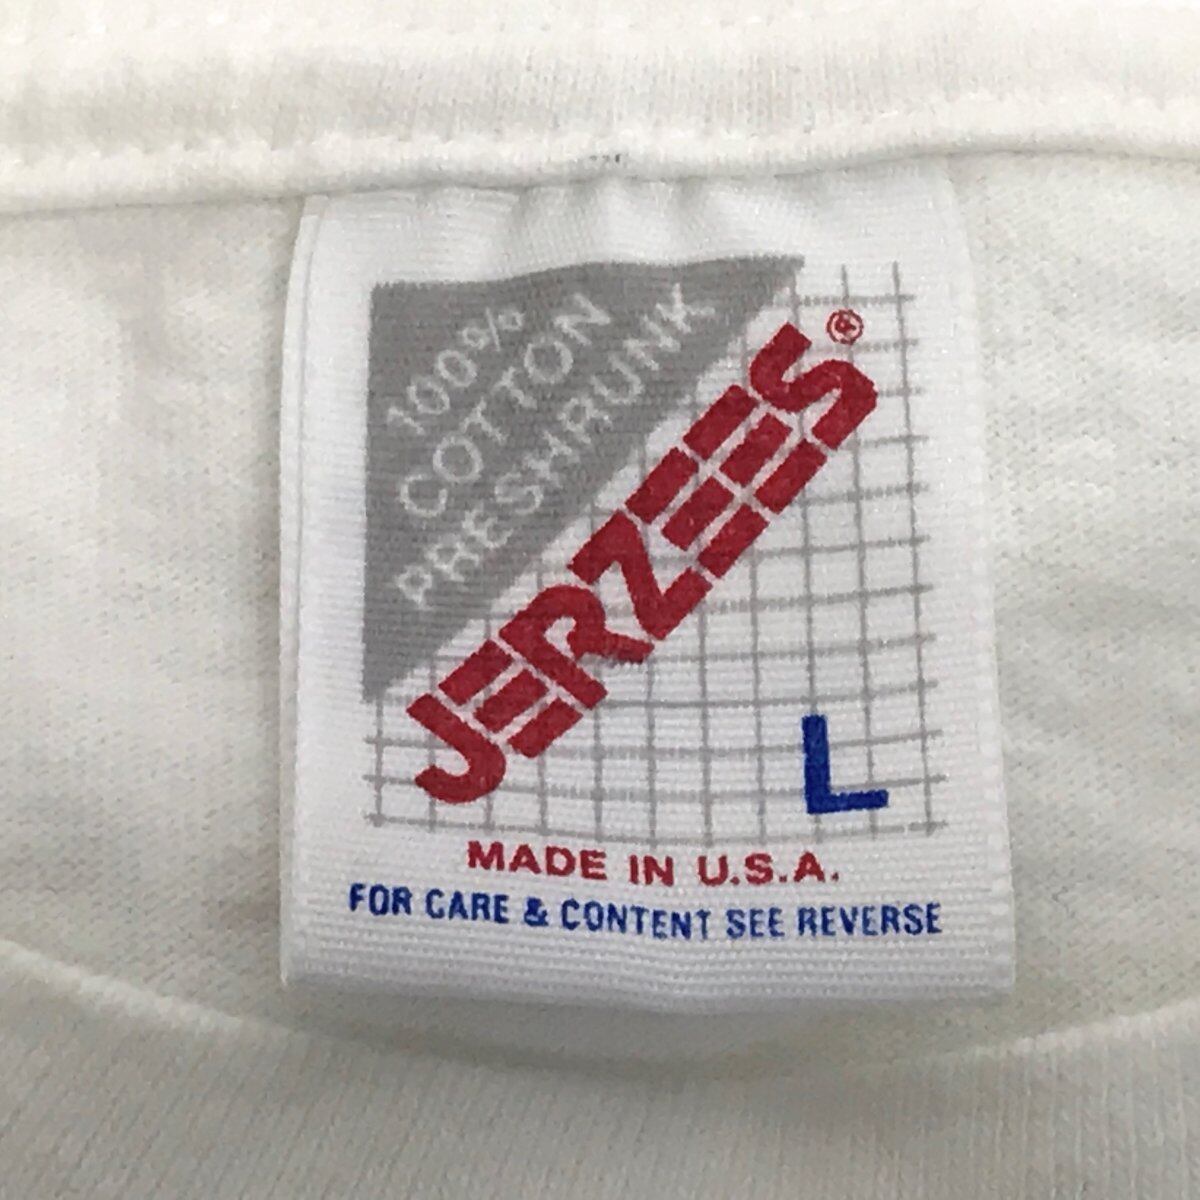 100%
COTTON
PRESHRUNK
JERZEES®
L
MADE IN U.S.A.
FOR CARE & CONTENT SEE REVERSE